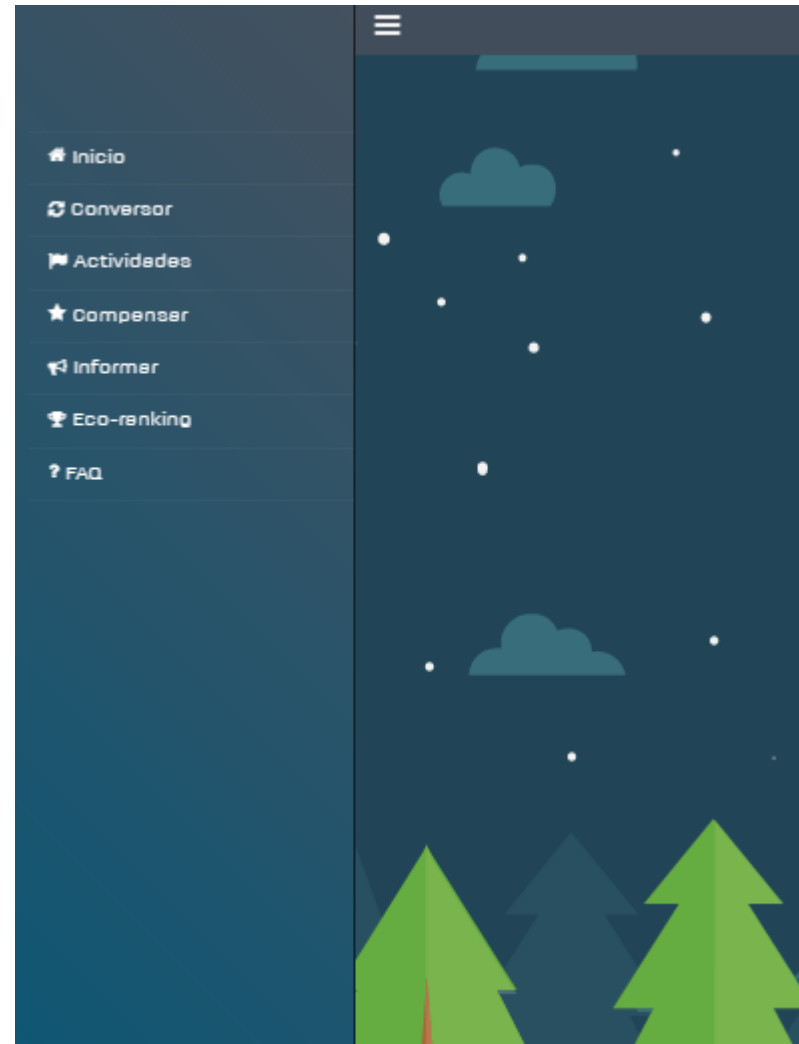 Inicio
Conversor
Actividades
Compensar
Informar
Eco-ranking
? FAQ